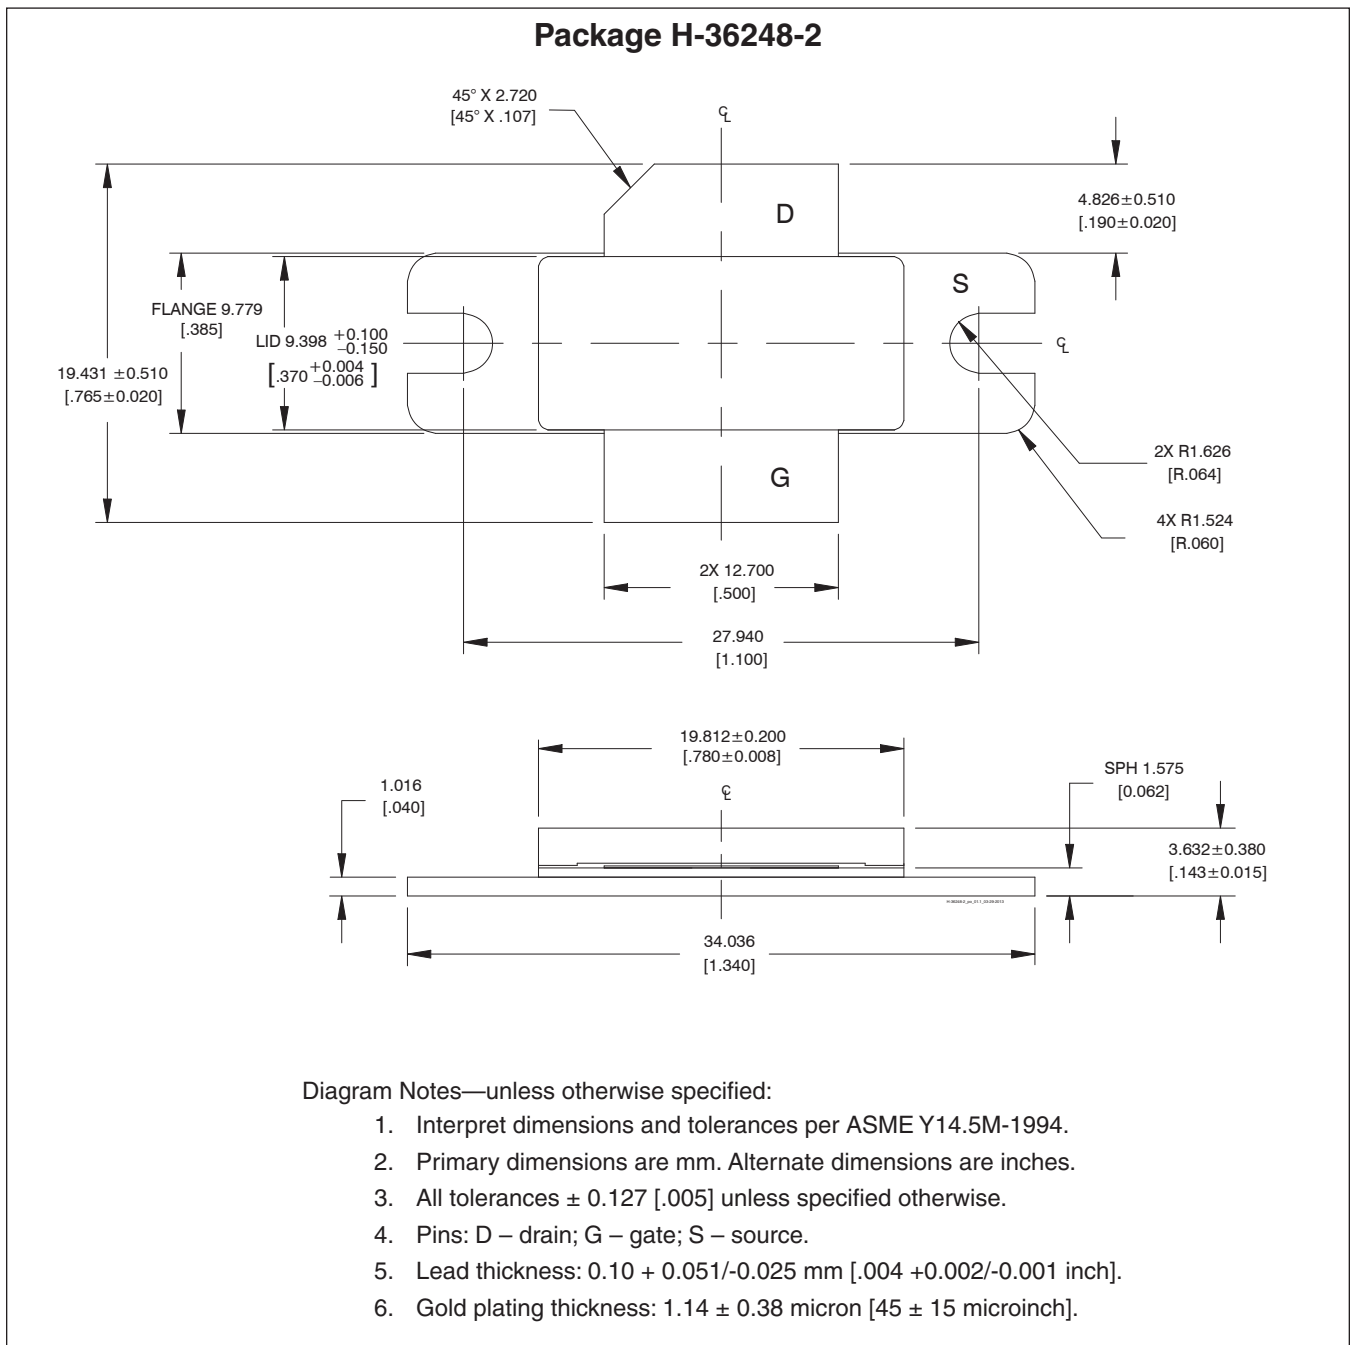 Package H-36248-2
45° X 2.720
[45° X .107]
℄
D
4.826±0.510
[.190±0.020]
S
FLANGE 9.779
[.385]
LID 9.398 +0.100
–0.150
[.370 +0.004
–0.006 ]
℄
19.431 ±0.510
[.765±0.020]
G
2X R1.626
[R.064]
4X R1.524
[R.060]
2X 12.700
[.500]
27.940
[1.100]
19.812±0.200
[.780±0.008]
SPH 1.575
[0.062]
1.016
[.040]
℄
3.632±0.380
[.143±0.015]
34.036
[1.340]
Diagram Notes—unless otherwise specified:
1. Interpret dimensions and tolerances per ASME Y14.5M-1994.
2. Primary dimensions are mm. Alternate dimensions are inches.
3. All tolerances ± 0.127 [.005] unless specified otherwise.
4. Pins: D – drain; G – gate; S – source.
5. Lead thickness: 0.10 + 0.051/-0.025 mm [.004 +0.002/-0.001 inch].
6. Gold plating thickness: 1.14 ± 0.38 micron [45 ± 15 microinch].